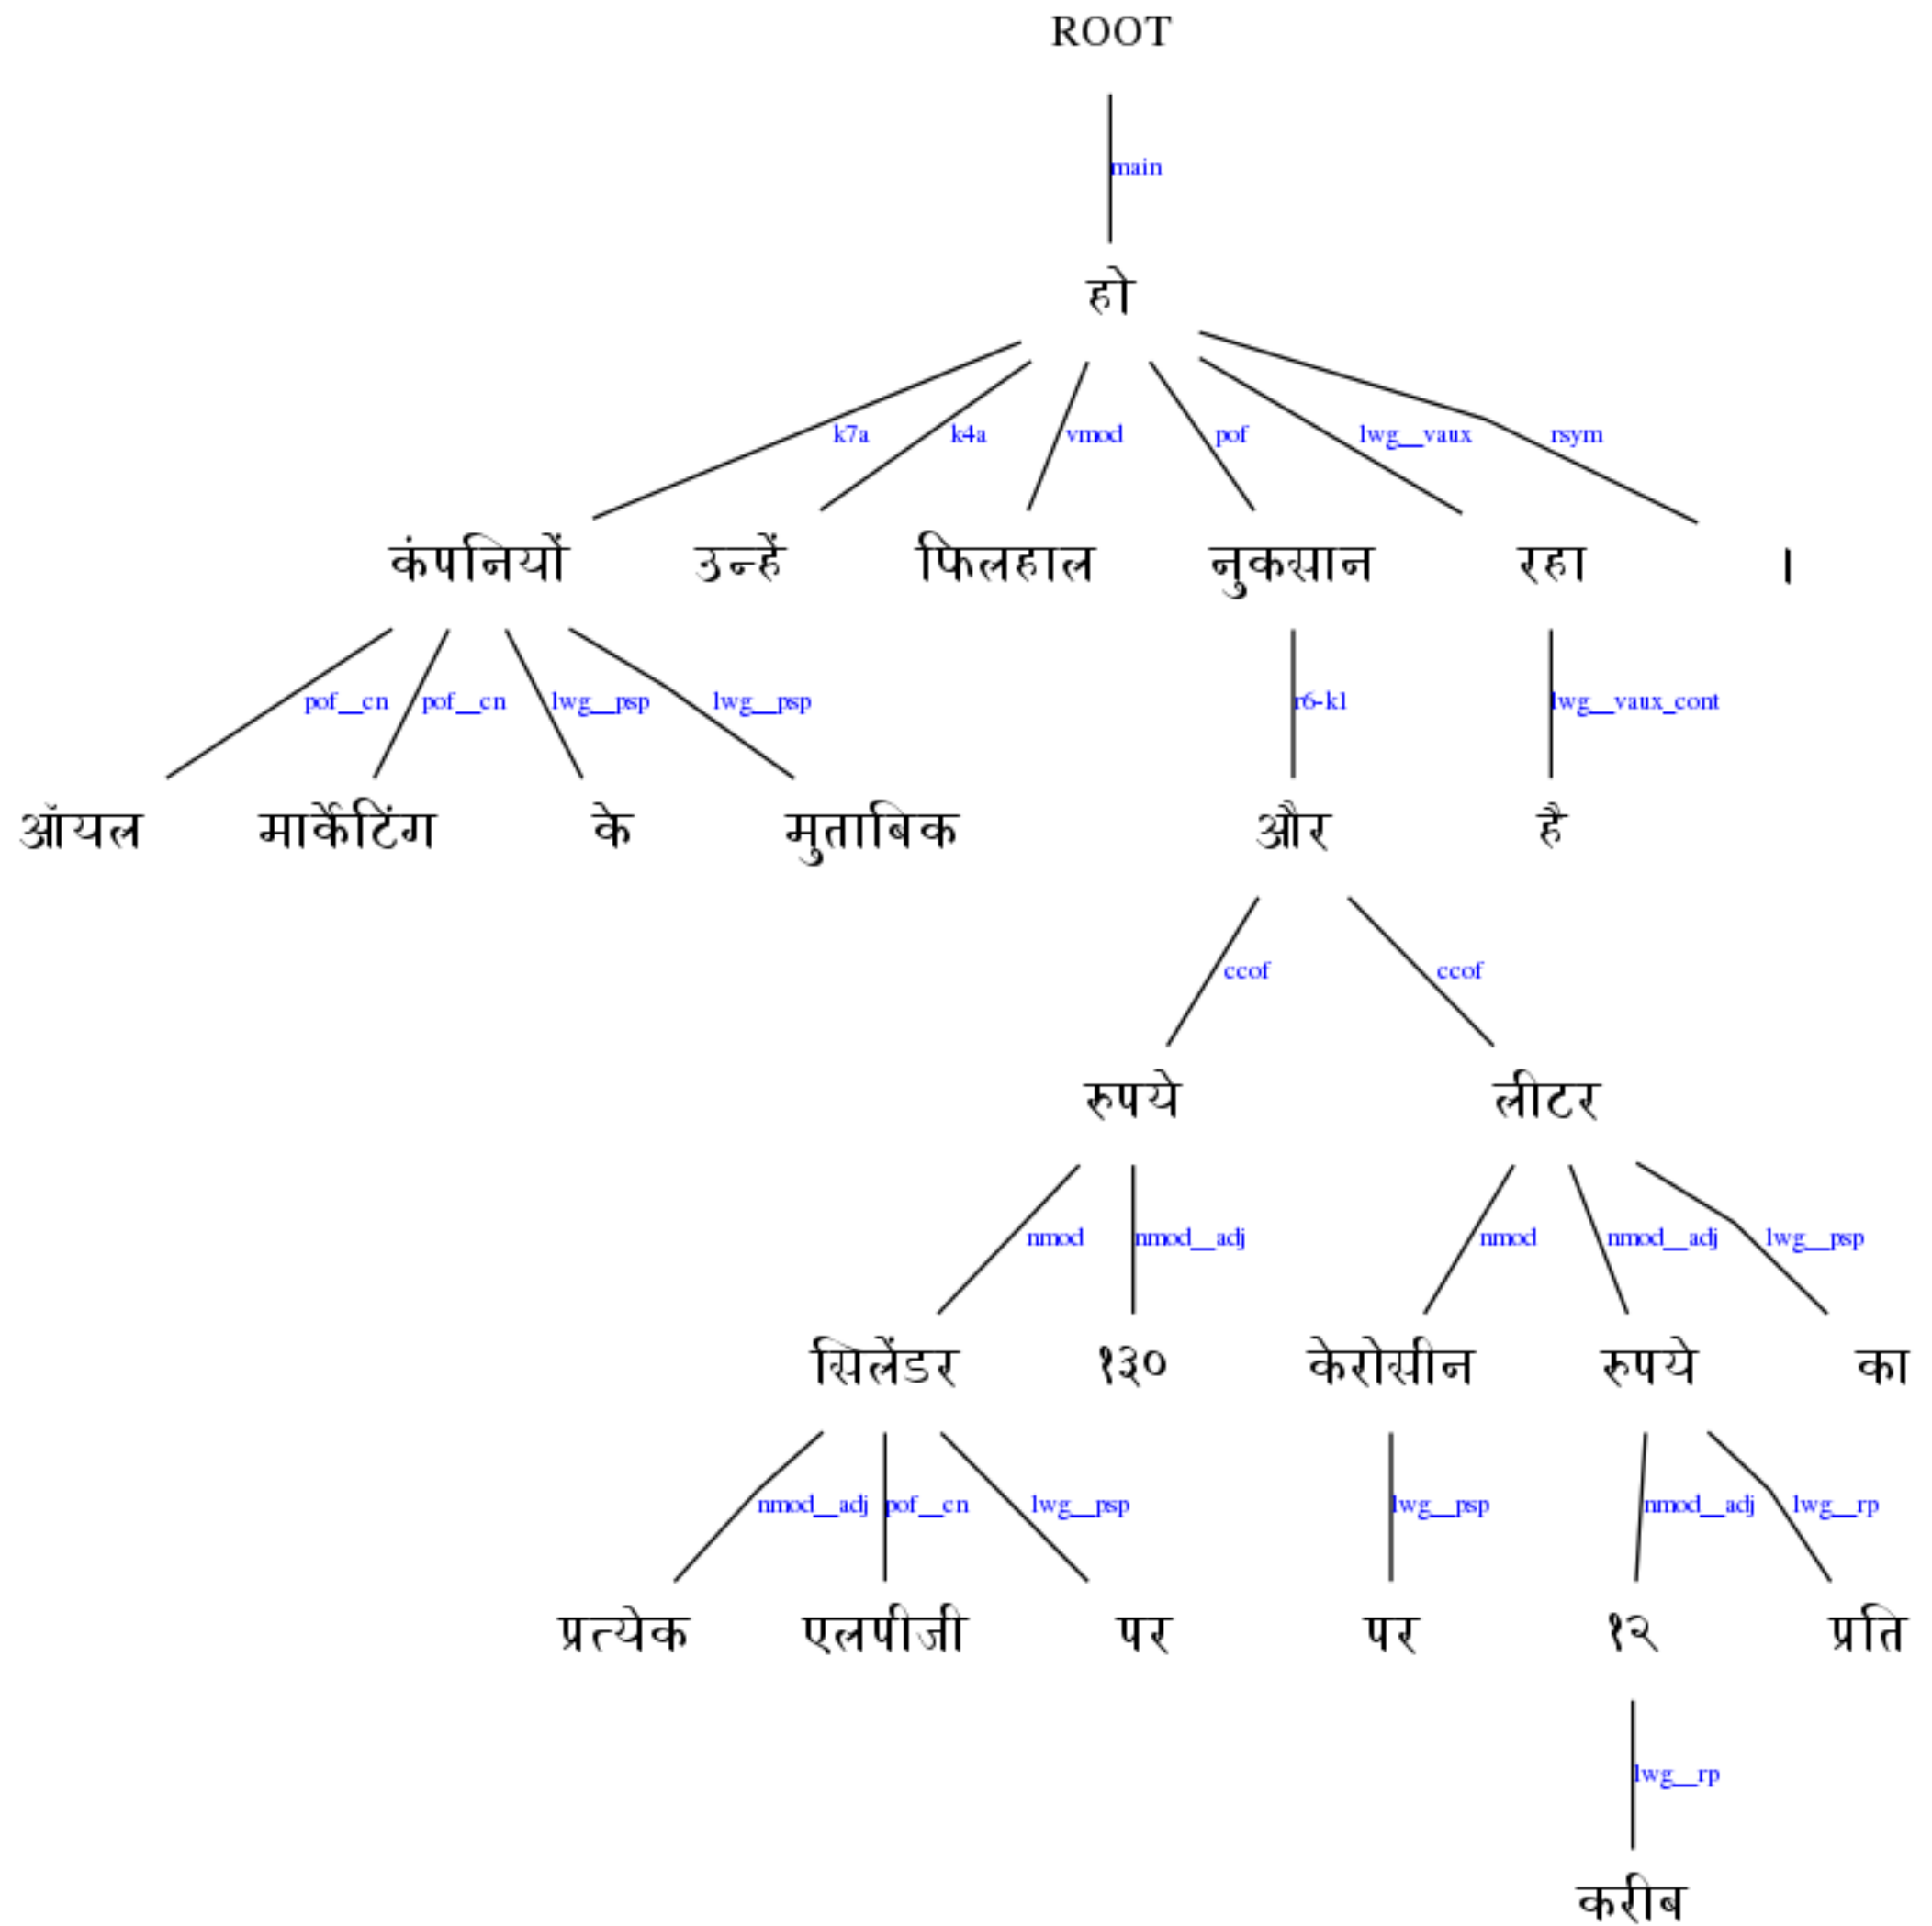 ROOT
main
हो
k7a k4a vmod pof lwg__vaux rsym
कंपनियों उन्हें फिलहाल नुकसान रहा ।
pof__cn pof__cn lwg__psp lwg__psp r6-k1 lwg__vaux_cont
ऑयल मार्केटिंग के मुताबिक और है
ccof ccof
रुपये लीटर
nmod nmod__adj nmod nmod__adj lwg__psp
सिलेंडर १३० केरोसीन रुपये का
nmod__adj pof__cn lwg__psp lwg__psp nmod__adj lwg__rp
प्रत्येक एलपीजी पर पर १२ प्रति
lwg__rp
करीब